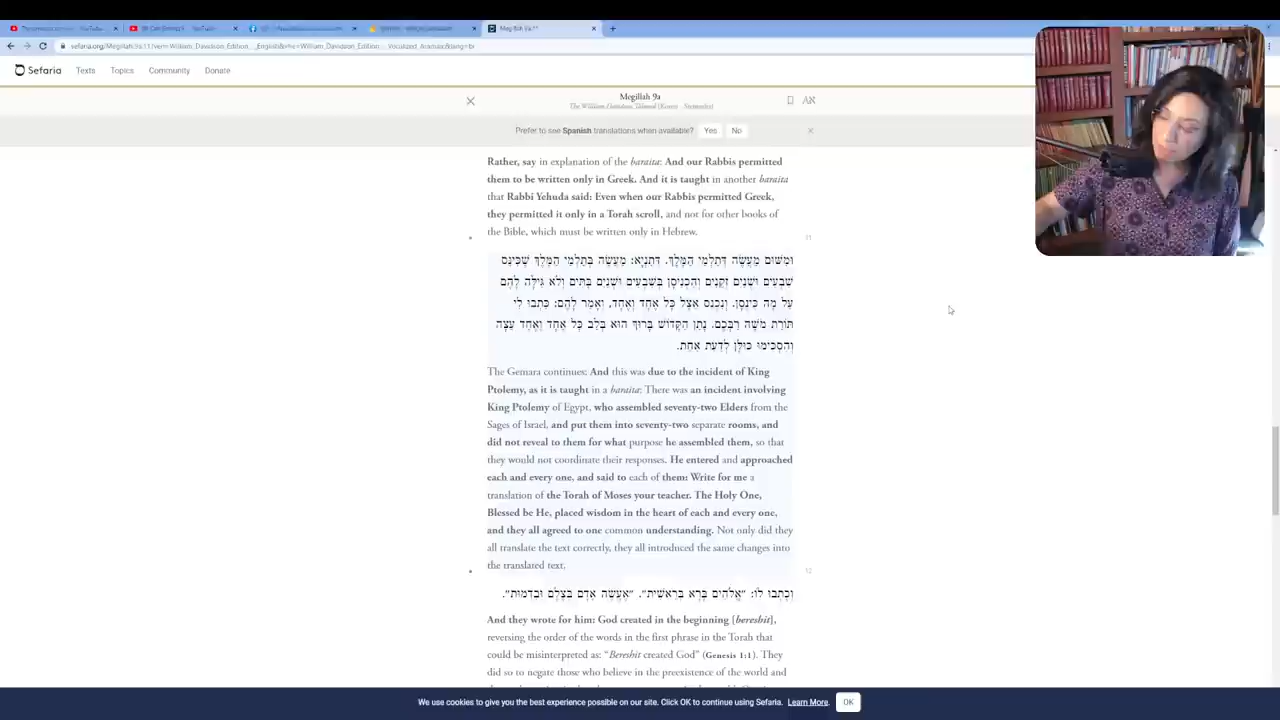 YouTube
YouTube
Megillah 9a:11
Sefaria
Texts
Topics
Community
Donate
Megillah 9a
The William Davidson Talmud (Koren - Steinsaltz)
Prefer to see Spanish translations when available? Yes No
Rather, say in explanation of the baraita: And our Rabbis permitted
them to be written only in Greek. And it is taught in another baraita
that Rabbi Yehuda said: Even when our Rabbis permitted Greek,
they permitted it only in a Torah scroll, and not for other books of
the Bible, which must be written only in Hebrew.
11
וּמִשּׁוּם מַעֲשֶׂה דְּתַלְמַי הַמֶּלֶךְ. דְּתַנְיָא: מַעֲשֶׂה בְּתַלְמַי הַמֶּלֶךְ שֶׁכִּינֵּס
שִׁבְעִים וּשְׁנַיִם זְקֵנִים וְהִכְנִיסָן בְּשִׁבְעִים וּשְׁנַיִם בָּתִּים וְלֹא גִּילָּה לָהֶם
עַל מָה כִּינְסָן. וְנִכְנַס אֵצֶל כׇּל אֶחָד וְאֶחָד, וְאָמַר לָהֶם: כִּתְבוּ לִי
תּוֹרַת מֹשֶׁה רַבְּכֶם. נָתַן הַקָּדוֹשׁ בָּרוּךְ הוּא בְּלֵב כׇּל אֶחָד וְאֶחָד עֵצָה
וְהִסְכִּימוּ כּוּלָּן לְדַעַת אַחַת.
The Gemara continues: And this was due to the incident of King
Ptolemy, as it is taught in a baraita: There was an incident involving
King Ptolemy of Egypt, who assembled seventy-two Elders from the
Sages of Israel, and put them into seventy-two separate rooms, and
did not reveal to them for what purpose he assembled them, so that
they would not coordinate their responses. He entered and approached
each and every one, and said to each of them: Write for me a
translation of the Torah of Moses your teacher. The Holy One,
Blessed be He, placed wisdom in the heart of each and every one,
and they all agreed to one common understanding. Not only did they
all translate the text correctly, they all introduced the same changes into
the translated text.
12
וְכָתְבוּ לוֹ: ״אֱלֹהִים בָּרָא בְּרֵאשִׁית״. ״אֶעֱשֶׂה אָדָם בְּצֶלֶם וּבִדְמוּת״.
And they wrote for him: God created in the beginning [bereshit],
reversing the order of the words in the first phrase in the Torah that
could be misinterpreted as: “Bereshit created God” (Genesis 1:1). They
did so to negate those who believe in the preexistence of the world and
We use cookies to give you the best experience possible on our site. Click OK to continue using Sefaria. Learn More. OK